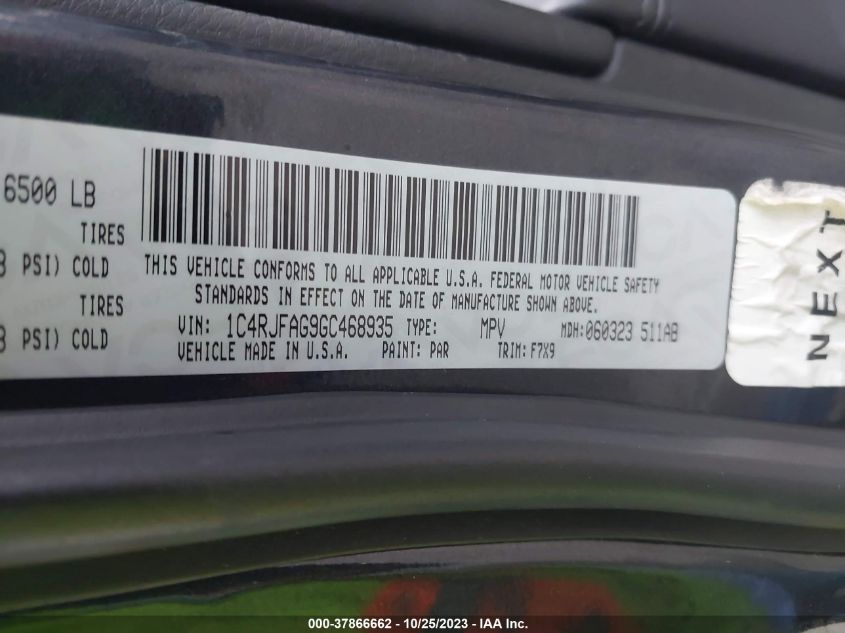 6500 LB
TIRES
PSI) COLD
TIRES
PSI) COLD
THIS VEHICLE CONFORMS TO ALL APPLICABLE U.S.A. FEDERAL MOTOR VEHICLE SAFETY
STANDARDS IN EFFECT ON THE DATE OF MANUFACTURE SHOWN ABOVE.
VIN: 1C4RJFAG9GC468935 TYPE: MPV MDH:060323 511AB
VEHICLE MADE IN U.S.A. PAINT: PAR TRIM: F7X9
NEXT
000-37866662 - 10/25/2023 - IAA Inc.